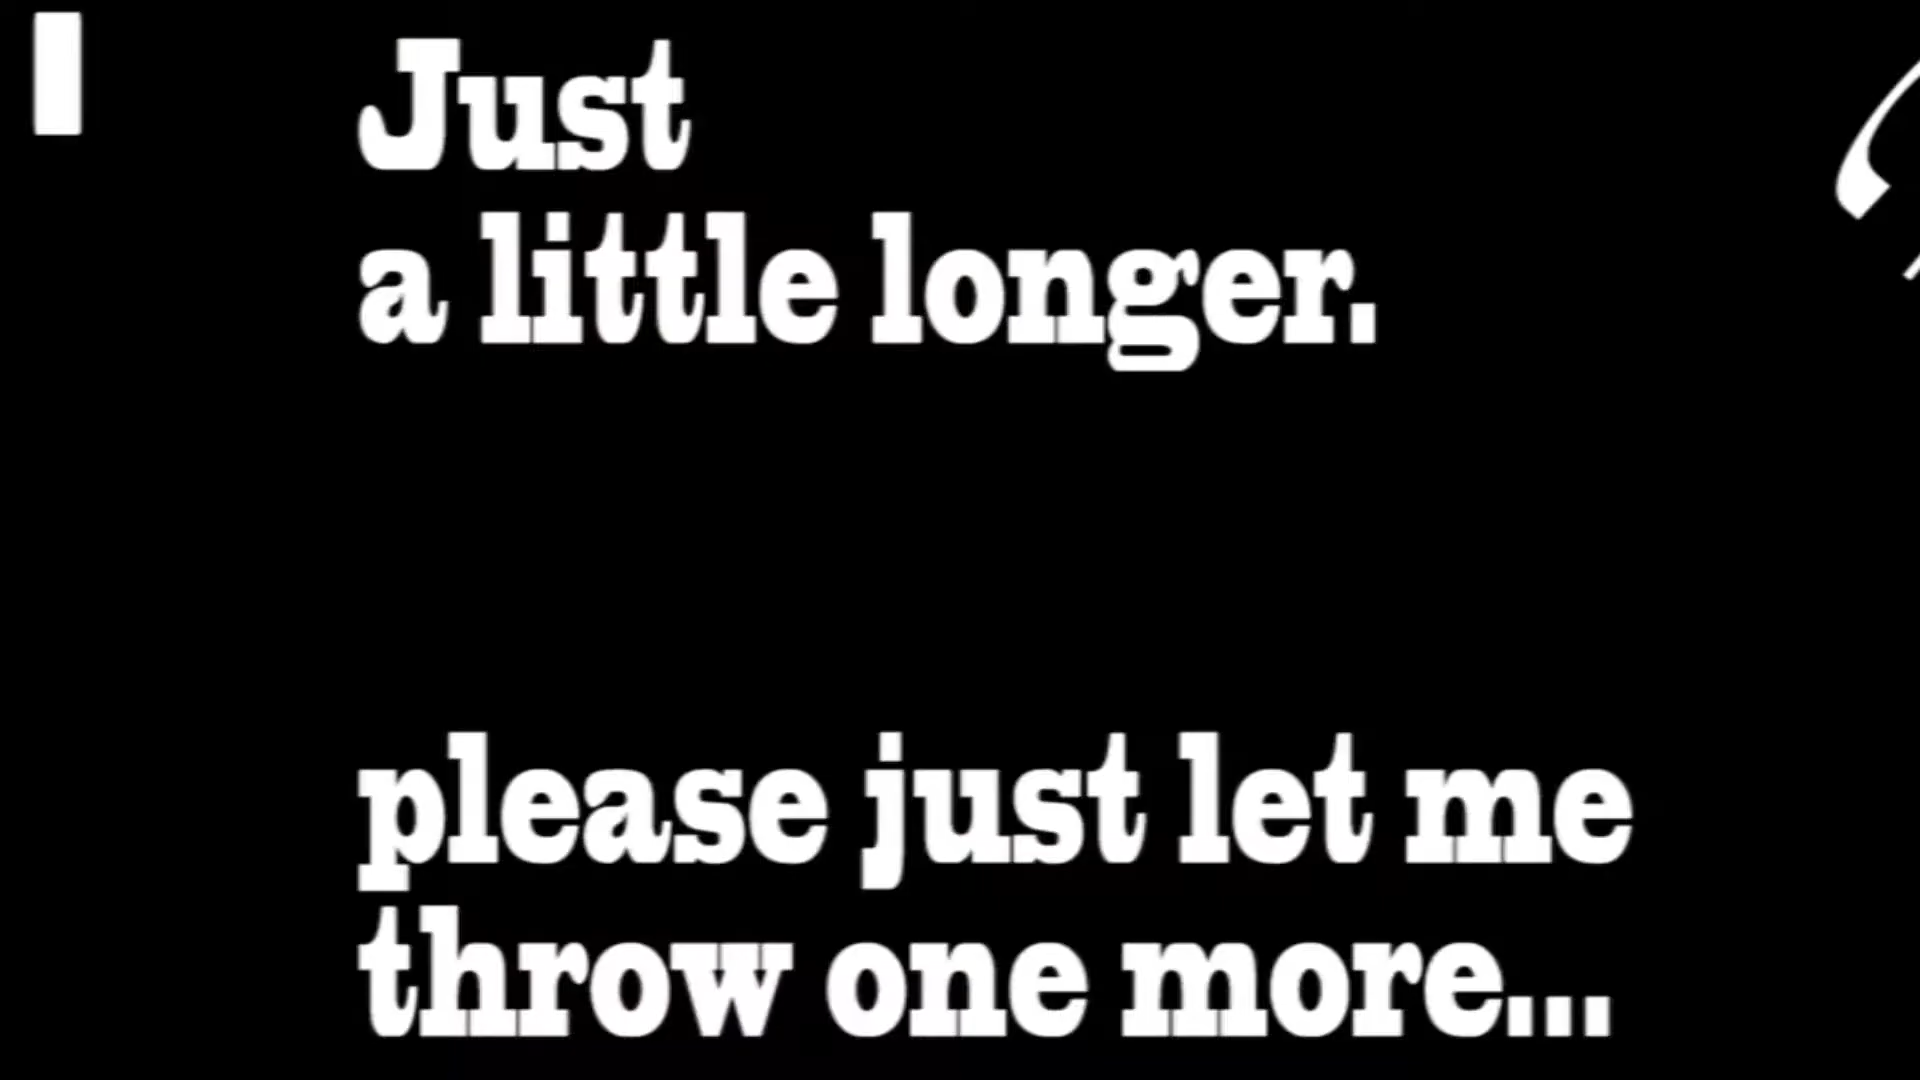 Just
a little longer.
please just let me
throw one more...